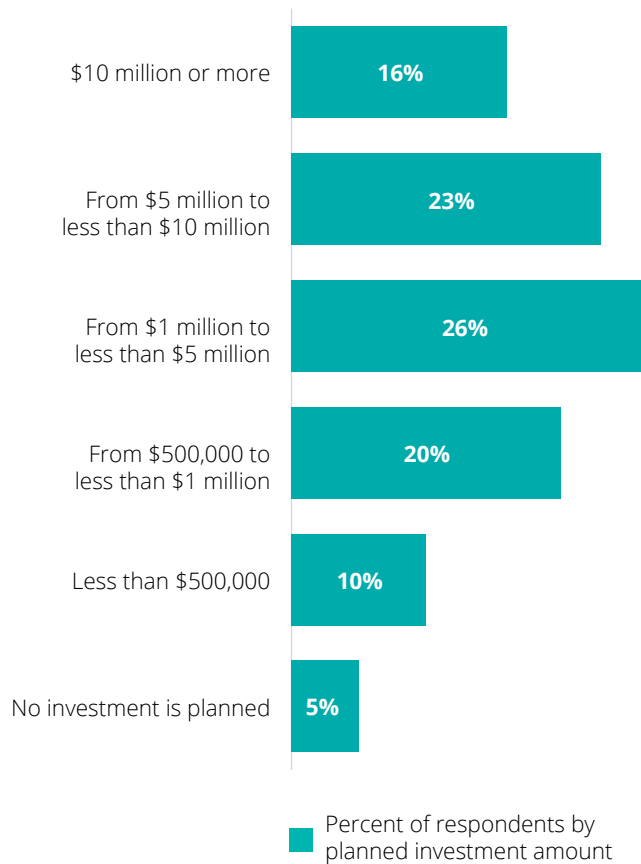 $10 million or more
16%
From $5 million to
less than $10 million
23%
From $1 million to
less than $5 million
26%
From $500,000 to
less than $1 million
20%
Less than $500,000
10%
No investment is planned
5%
Percent of respondents by
planned investment amount